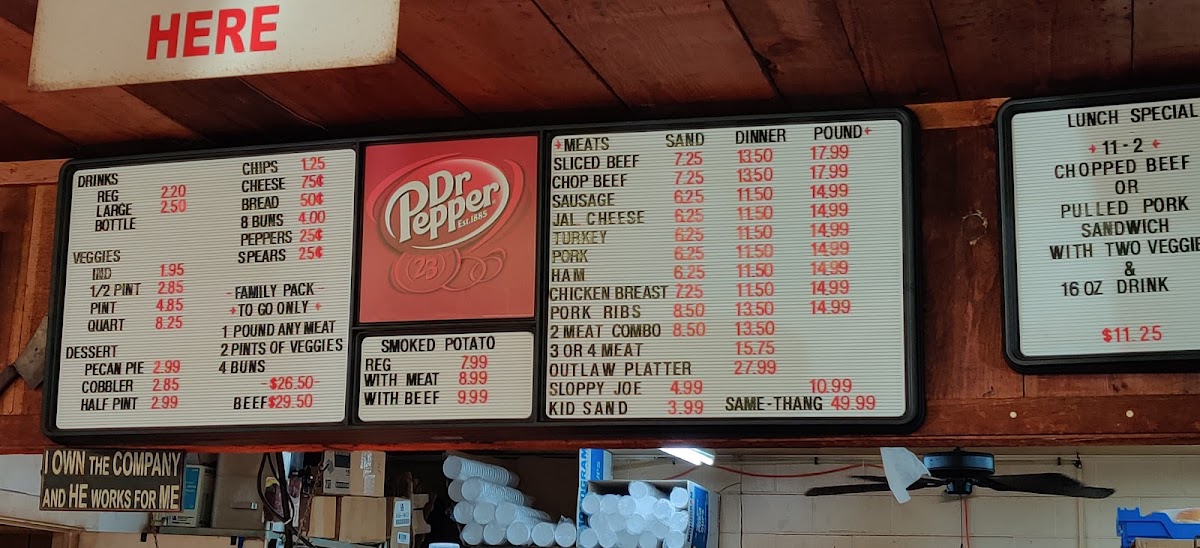 HERE
DRINKS
REG 2.20
LARGE 2.50
BOTTLE
VEGGIES
IND 1.95
1/2 PINT 2.85
PINT 4.85
QUART 8.25
DESSERT
PECAN PIE 2.99
COBBLER 2.85
HALF PINT 2.99
CHIPS 1.25
CHEESE 75¢
BREAD 50¢
8 BUNS 4.00
PEPPERS 25¢
SPEARS 25¢
-FAMILY PACK-
+TO GO ONLY+
1 POUND ANY MEAT
2 PINTS OF VEGGIES
4 BUNS
-$26.50-
BEEF $29.50
Dr Pepper
EST. 1885
23
SMOKED POTATO
REG 7.99
WITH MEAT 8.99
WITH BEEF 9.99
+MEATS SAND DINNER POUND+
SLICED BEEF 7.25 13.50 17.99
CHOP BEEF 7.25 13.50 17.99
SAUSAGE 6.25 11.50 14.99
JAL CHEESE 6.25 11.50 14.99
TURKEY 6.25 11.50 14.99
PORK 6.25 11.50 14.99
HAM 6.25 11.50 14.99
CHICKEN BREAST 7.25 11.50 14.99
PORK RIBS 8.50 13.50 14.99
2 MEAT COMBO 8.50 13.50
3 OR 4 MEAT 15.75
OUTLAW PLATTER 27.99
SLOPPY JOE 4.99 10.99
KID SAND 3.99 SAME-THANG 49.99
LUNCH SPECIAL
+11-2+
CHOPPED BEEF
OR
PULLED PORK
SANDWICH
WITH TWO VEGGIE
&
16 OZ DRINK
$11.25
I OWN THE COMPANY
AND HE WORKS FOR ME